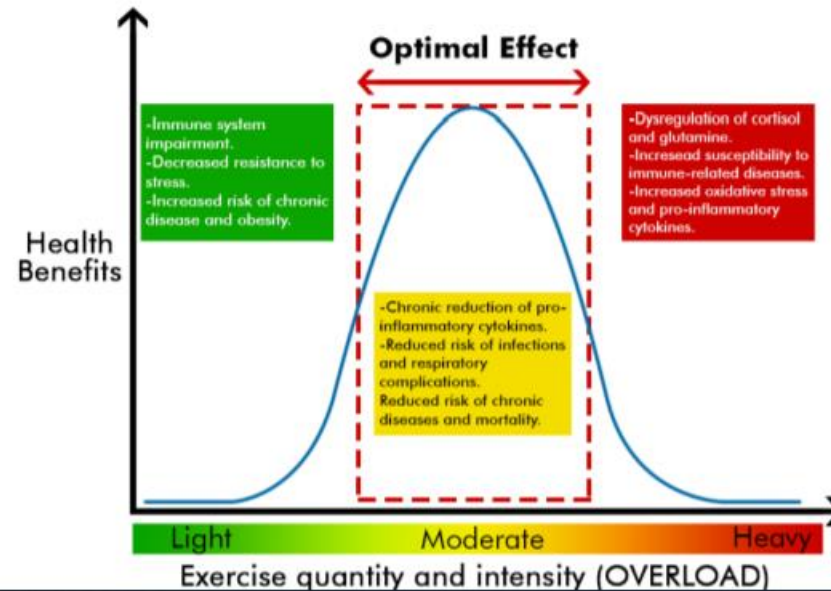 Optimal Effect
-Immune system
impairment.
-Decreased resistance to
stress.
-Increased risk of chronic
disease and obesity.
-Dysregulation of cortisol
and glutamine.
-Incresead susceptibility to
immune-related diseases.
-Increased oxidative stress
and pro-inflammatory
cytokines.
Health
Benefits
-Chronic reduction of pro-
inflammatory cytokines.
-Reduced risk of infections
and respiratory
complications.
Reduced risk of chronic
diseases and mortality.
Light Moderate Heavy
Exercise quantity and intensity (OVERLOAD)